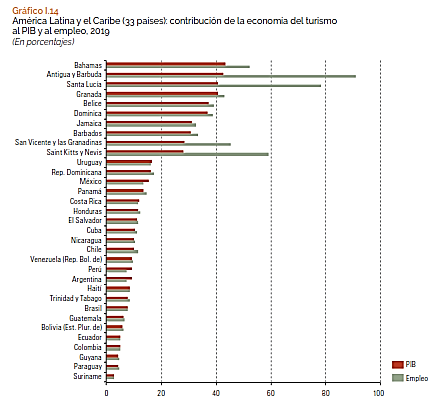 Gráfico I.14
América Latina y el Caribe (33 países): contribución de la economía del turismo
al PIB y al empleo, 2019
(En porcentajes)
Bahamas
Antigua y Barbuda
Santa Lucía
Granada
Belice
Dominica
Jamaica
Barbados
San Vicente y las Granadinas
Saint Kitts y Nevis
Uruguay
Rep. Dominicana
México
Panamá
Costa Rica
Honduras
El Salvador
Cuba
Nicaragua
Chile
Venezuela (Rep. Bol. de)
Perú
Argentina
Haití
Trinidad y Tabago
Brasil
Guatemala
Bolivia (Est. Plur. de)
Ecuador
Colombia
Guyana
Paraguay
Suriname
PIB
Empleo
0 20 40 60 80 100